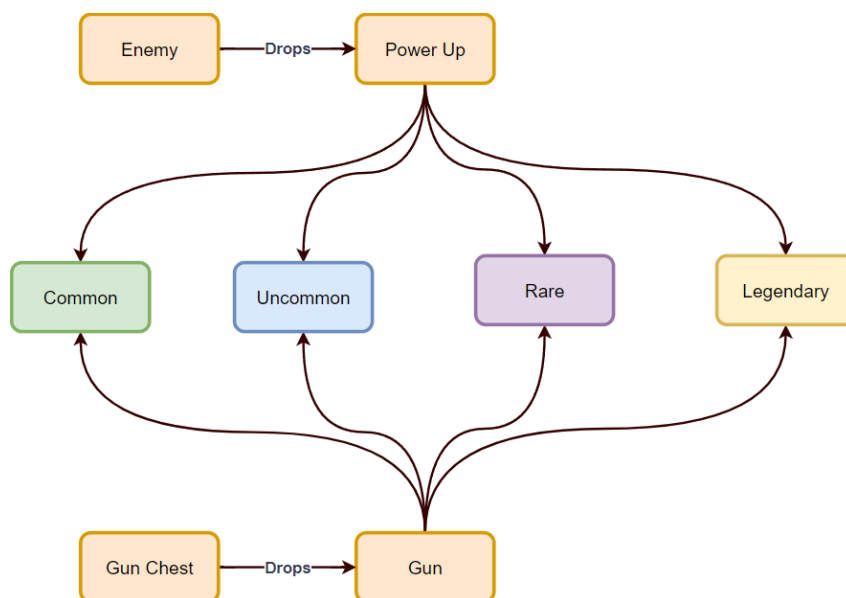 Enemy
Drops
Power Up
Common
Uncommon
Rare
Legendary
Gun Chest
Drops
Gun